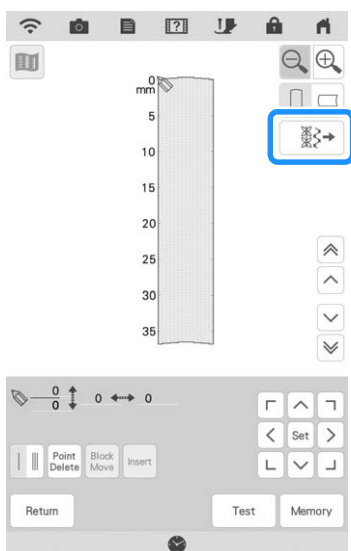 0
mm
5
10
15
20
25
30
35
0
0
0
0
Set
Point
Delete
Block
Move
Insert
Return
Test
Memory